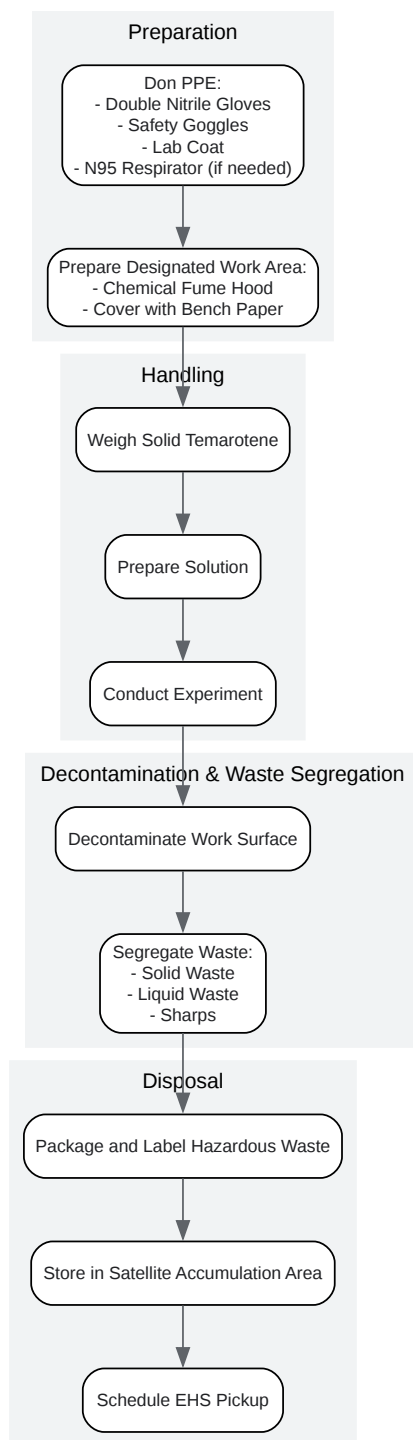 Preparation
Don PPE:
- Double Nitrile Gloves
- Safety Goggles
- Lab Coat
- N95 Respirator (if needed)
Prepare Designated Work Area:
- Chemical Fume Hood
- Cover with Bench Paper
Handling
Weigh Solid Temarotene
Prepare Solution
Conduct Experiment
Decontamination & Waste Segregation
Decontaminate Work Surface
Segregate Waste:
- Solid Waste
- Liquid Waste
- Sharps
Disposal
Package and Label Hazardous Waste
Store in Satellite Accumulation Area
Schedule EHS Pickup